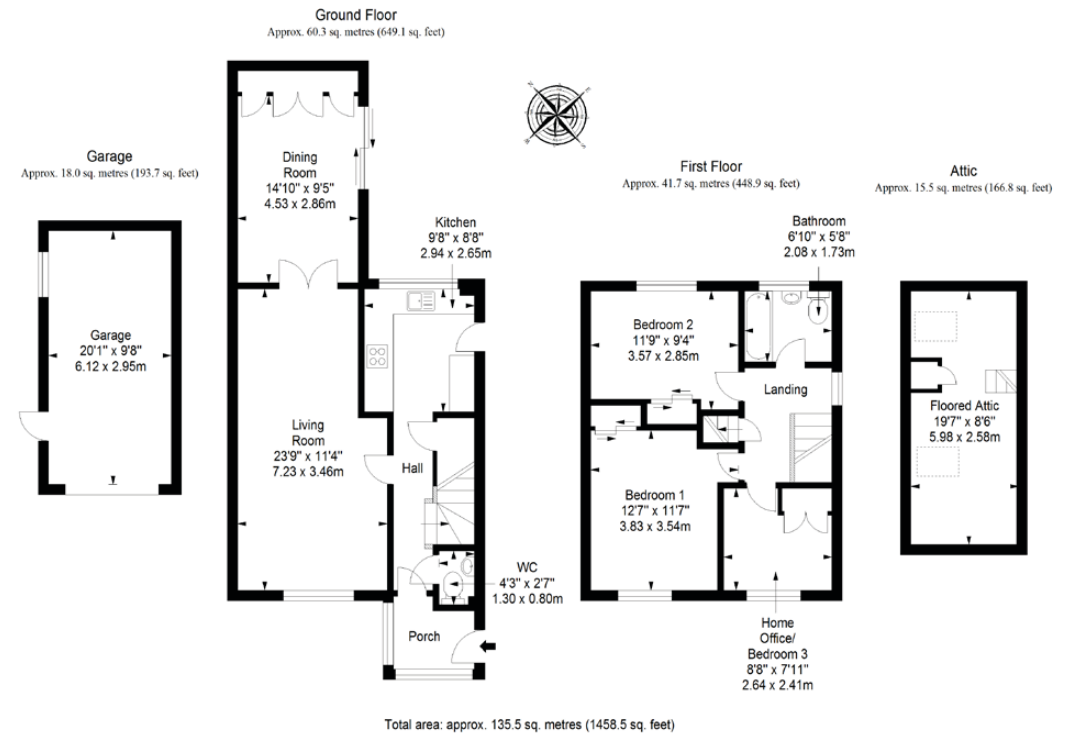 Ground Floor
Approx. 60.3 sq. metres (649.1 sq. feet)
Garage
Approx. 18.0 sq. metres (193.7 sq. feet)
First Floor
Approx. 41.7 sq. metres (448.9 sq. feet)
Attic
Approx. 15.5 sq. metres (166.8 sq. feet)
Dining
Room
14'10" x 9'5"
4.53 x 2.86m
Kitchen
9'8" x 8'8"
2.94 x 2.65m
Bathroom
6'10" x 5'8"
2.08 x 1.73m
Garage
20'1" x 9'8"
6.12 x 2.95m
Bedroom 2
11'9" x 9'4"
3.57 x 2.85m
Landing
Floored Attic
19'7" x 8'6"
5.98 x 2.58m
Living
Room
23'9" x 11'4"
7.23 x 3.46m
Hall
Bedroom 1
12'7" x 11'7"
3.83 x 3.54m
WC
4'3" x 2'7"
1.30 x 0.80m
Porch
Home
Office/
Bedroom 3
8'8" x 7'11"
2.64 x 2.41m
Total area: approx. 135.5 sq. metres (1458.5 sq. feet)